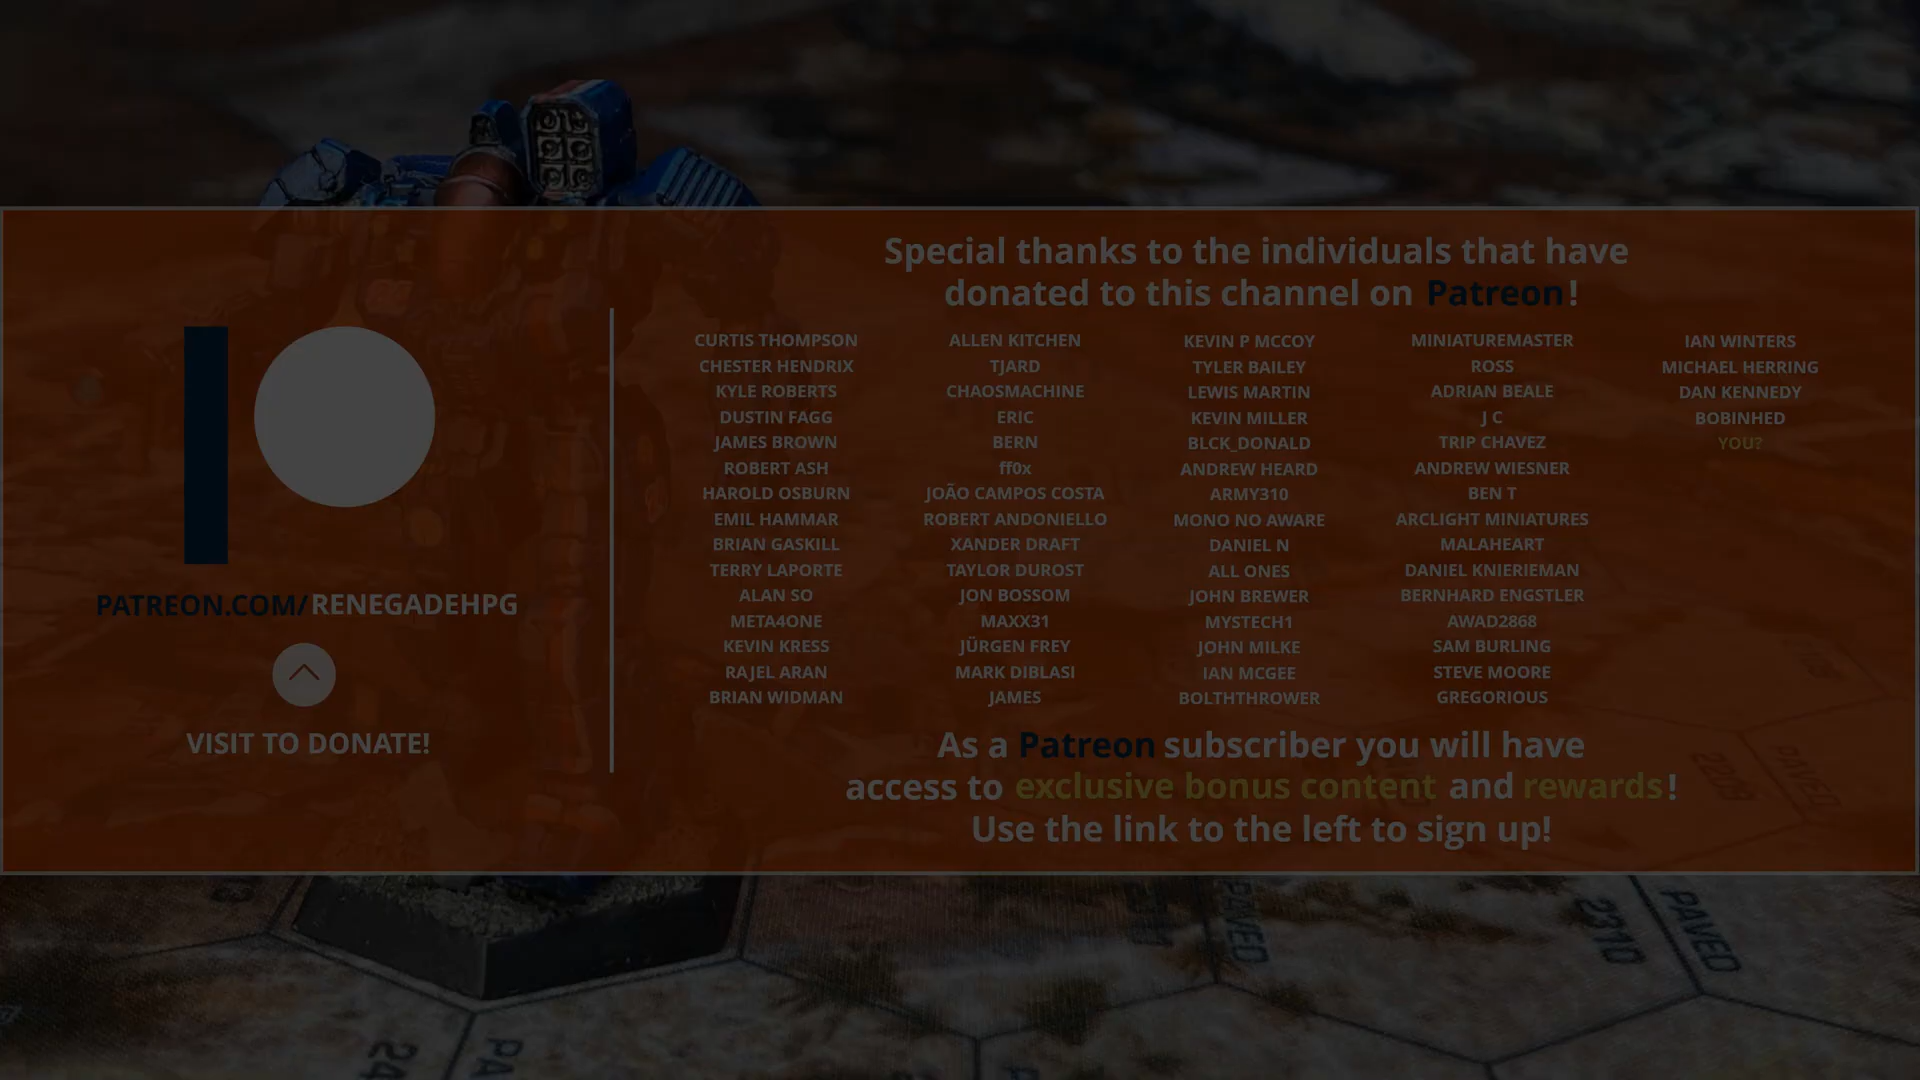 Special thanks to the individuals that have
donated to this channel on Patreon!
CURTIS THOMPSON
CHESTER HENDRIX
KYLE ROBERTS
DUSTIN FAGG
JAMES BROWN
ROBERT ASH
HAROLD OSBURN
EMIL HAMMAR
BRIAN GASKILL
TERRY LAPORTE
ALAN SO
META4ONE
KEVIN KRESS
RAJEL ARAN
BRIAN WIDMAN
ALLEN KITCHEN
TJARD
CHAOSMACHINE
ERIC
BERN
ff0x
JOÃO CAMPOS COSTA
ROBERT ANDONIELLO
XANDER DRAFT
TAYLOR DUROST
JON BOSSOM
MAXX31
JÜRGEN FREY
MARK DIBLASI
JAMES
KEVIN P MCCOY
TYLER BAILEY
LEWIS MARTIN
KEVIN MILLER
BLCK_DONALD
ANDREW HEARD
ARMY310
MONO NO AWARE
DANIEL N
ALL ONES
JOHN BREWER
MYSTECH1
JOHN MILKE
IAN MCGEE
BOLTHTHROWER
MINIATUREMASTER
ROSS
ADRIAN BEALE
J C
TRIP CHAVEZ
ANDREW WIESNER
BEN T
ARCLIGHT MINIATURES
MALAHEART
DANIEL KNIERIEMAN
BERNHARD ENGSTLER
AWAD2868
SAM BURLING
STEVE MOORE
GREGORIOUS
IAN WINTERS
MICHAEL HERRING
DAN KENNEDY
BOBINHED
YOU?
PATREON.COM/RENEGADEHPG
VISIT TO DONATE!
As a Patreon subscriber you will have
access to exclusive bonus content and rewards!
Use the link to the left to sign up!
PAVED
PAVED
2310
PAVED